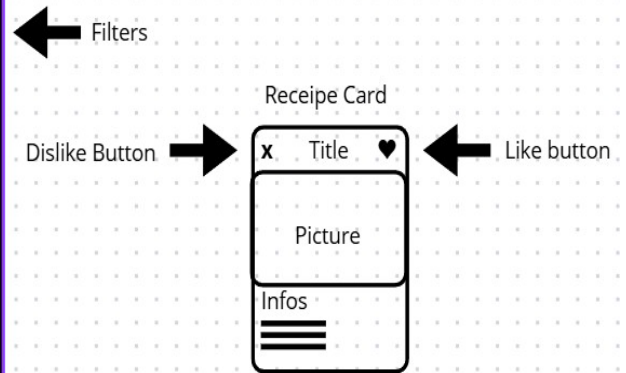 Filters
Receipe Card
Dislike Button
x Title ♥
Like button
Picture
Infos